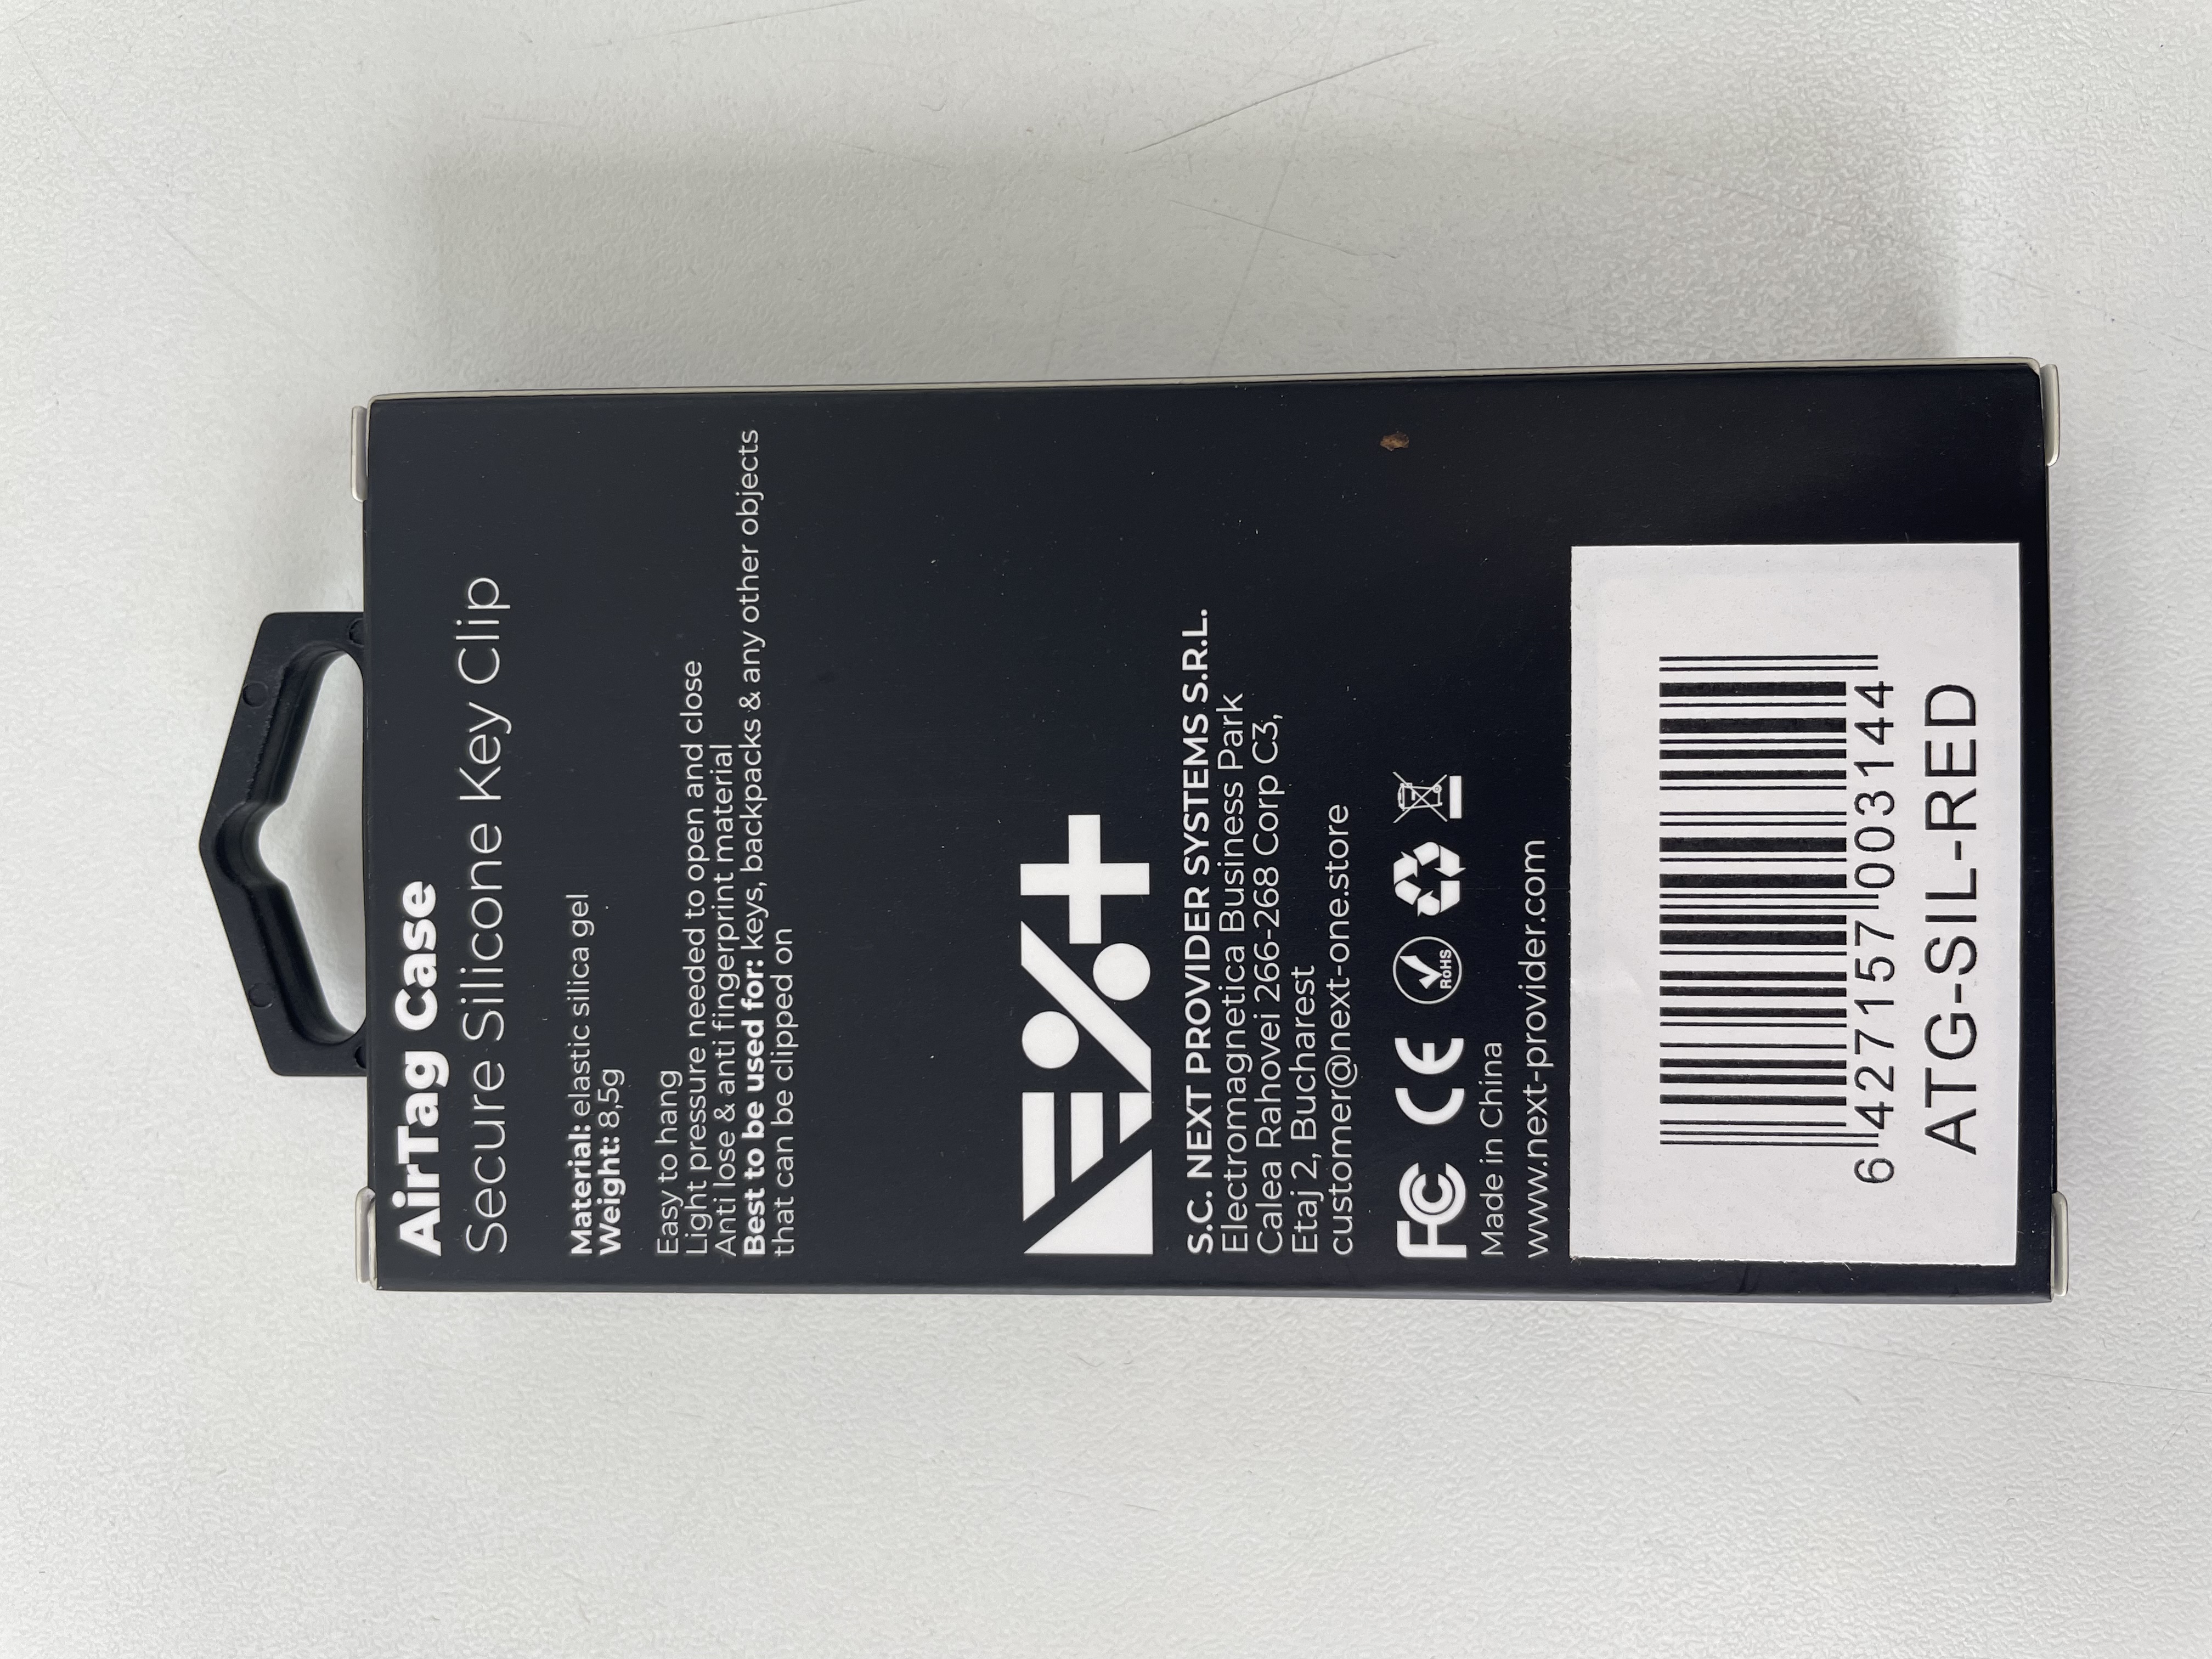 AirTag Case
Secure Silicone Key Clip
Material: elastic silica gel
Weight: 8,5g
Easy to hang
Light pressure needed to open and close
Anti lose & anti fingerprint material
Best to be used for: keys, backpacks & any other objects
that can be clipped on
S.C. NEXT PROVIDER SYSTEMS S.R.L.
Electromagnetica Business Park
Calea Rahovei 266-268 Corp C3,
Etaj 2, Bucharest
customer@next-one.store
FC CE RoHS
Made in China
www.next-provider.com
6 427157 003144
ATG-SIL-RED